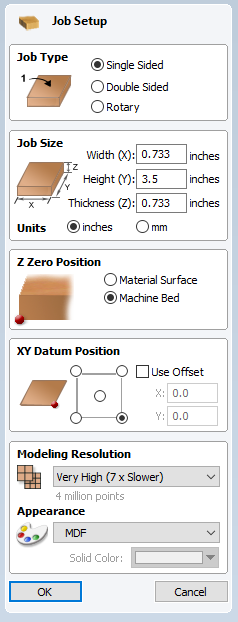 Job Setup
Job Type
1
Single Sided
Double Sided
Rotary
Job Size
Z
Y
X
Width (X): 0.733 inches
Height (Y): 3.5 inches
Thickness (Z): 0.733 inches
Units inches mm
Z Zero Position
Material Surface
Machine Bed
XY Datum Position
Use Offset
X: 0.0
Y: 0.0
Modeling Resolution
Very High (7 x Slower)
4 million points
Appearance
MDF
Solid Color:
OK Cancel